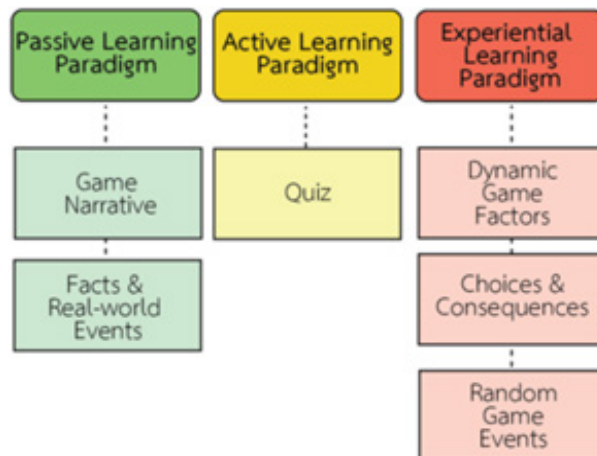 Passive Learning
Paradigm
Active Learning
Paradigm
Experiential
Learning
Paradigm
Game
Narrative
Facts &
Real-world
Events
Quiz
Dynamic
Game
Factors
Choices &
Consequences
Random
Game
Events